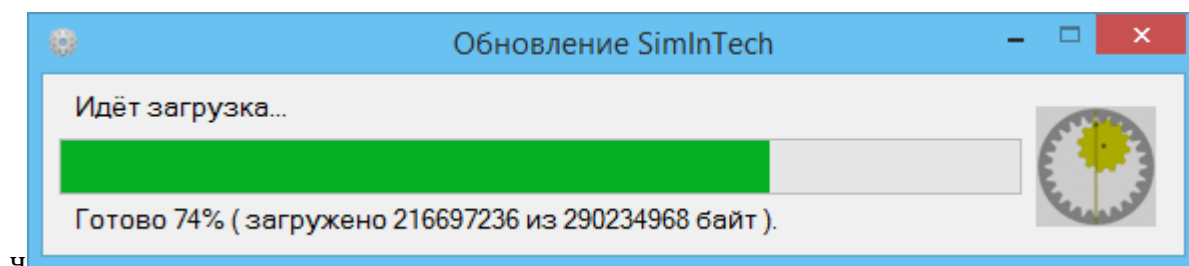 Обновление SimInTech
Идёт загрузка...
Готово 74% ( загружено 216697236 из 290234968 байт ).
ч